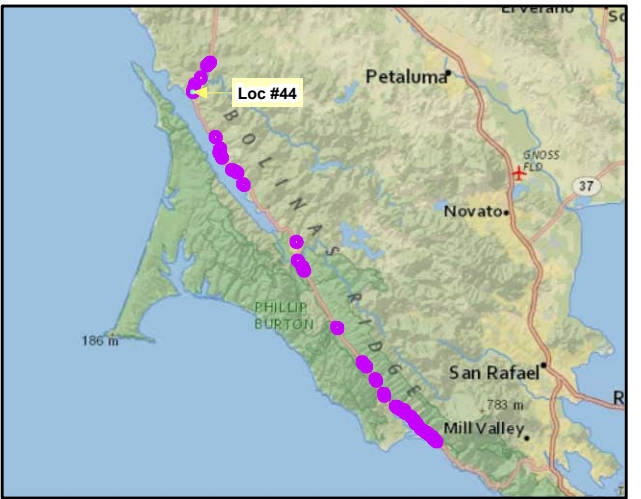 El Verano
So
Petaluma
Loc #44
GNOSS
FLD
37
BOLINAS RIDGE
Novato
PHILLIP
BURTON
186 m
San Rafael
R
783 m
Mill Valley